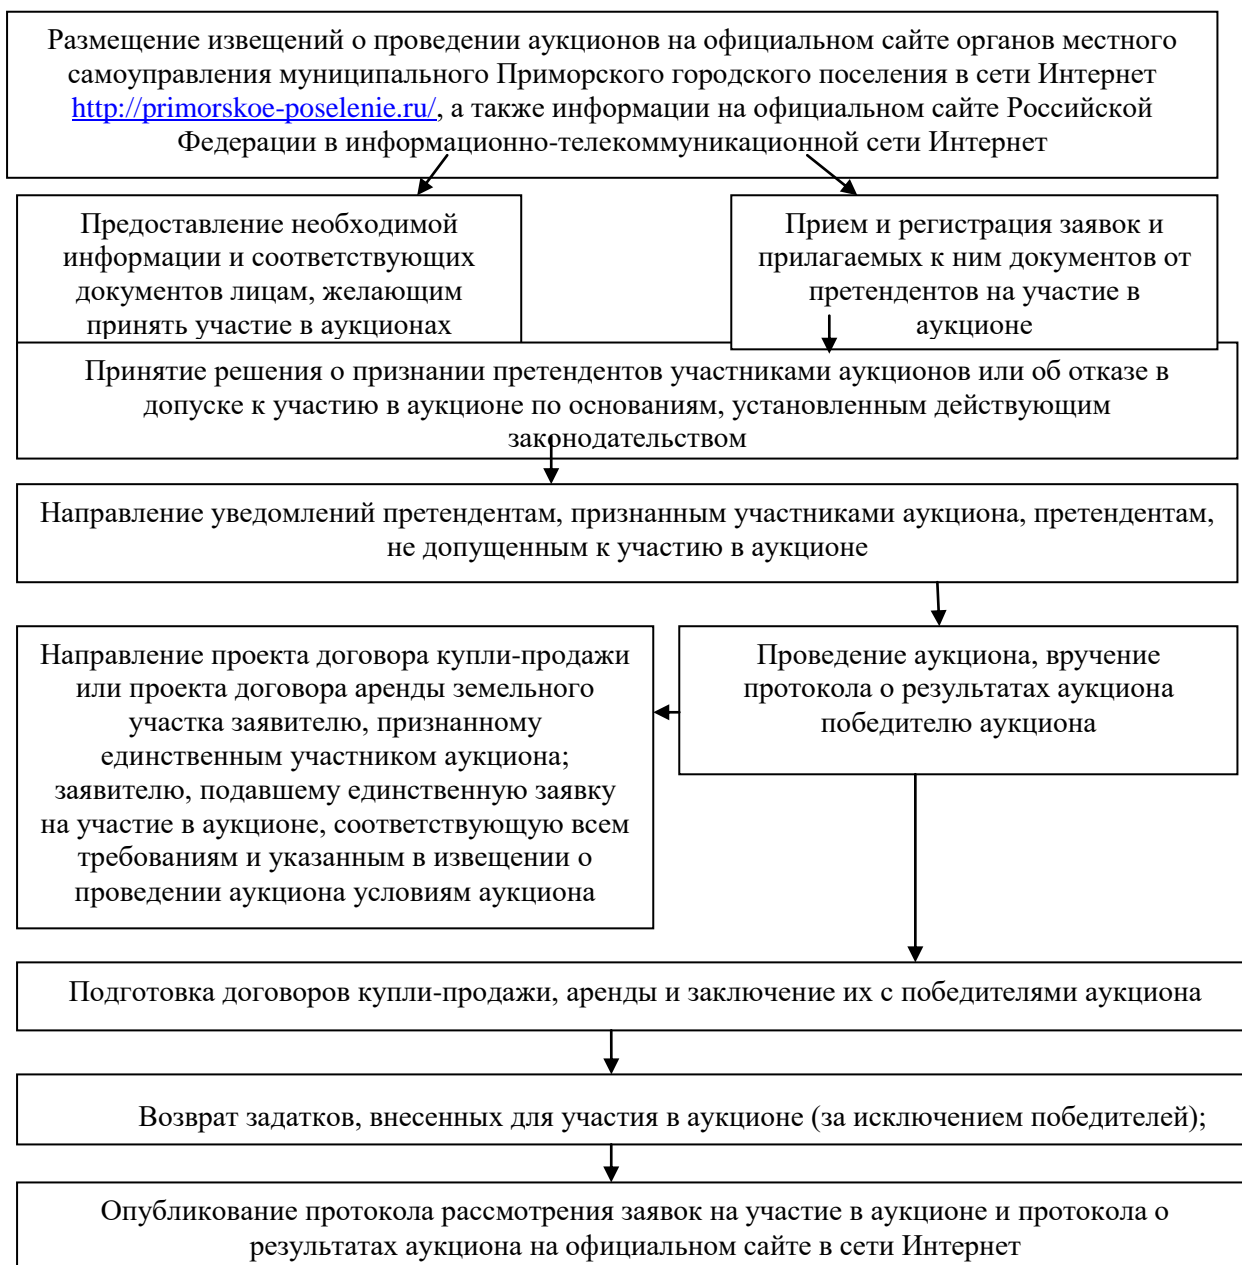 Размещение извещений о проведении аукционов на официальном сайте органов местного
самоуправления муниципального Приморского городского поселения в сети Интернет
http://primorskoe-poselenie.ru/, а также информации на официальном сайте Российской
Федерации в информационно-телекоммуникационной сети Интернет
Предоставление необходимой
информации и соответствующих
документов лицам, желающим
принять участие в аукционах
Прием и регистрация заявок и
прилагаемых к ним документов от
претендентов на участие в
аукционе
Принятие решения о признании претендентов участниками аукционов или об отказе в
допуске к участию в аукционе по основаниям, установленным действующим
законодательством
Направление уведомлений претендентам, признанным участниками аукциона, претендентам,
не допущенным к участию в аукционе
Направление проекта договора купли-продажи
или проекта договора аренды земельного
участка заявителю, признанному
единственным участником аукциона;
заявителю, подавшему единственную заявку
на участие в аукционе, соответствующую всем
требованиям и указанным в извещении о
проведении аукциона условиям аукциона
Проведение аукциона, вручение
протокола о результатах аукциона
победителю аукциона
Подготовка договоров купли-продажи, аренды и заключение их с победителями аукциона
Возврат задатков, внесенных для участия в аукционе (за исключением победителей);
Опубликование протокола рассмотрения заявок на участие в аукционе и протокола о
результатах аукциона на официальном сайте в сети Интернет